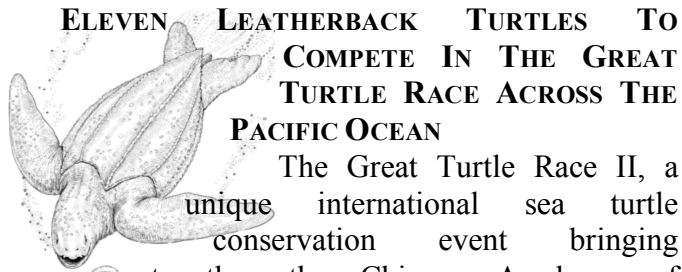 ELEVEN LEATHERBACK TURTLES TO
COMPETE IN THE GREAT
TURTLE RACE ACROSS THE
PACIFIC OCEAN
The Great Turtle Race II, a
unique international sea turtle
conservation event bringing